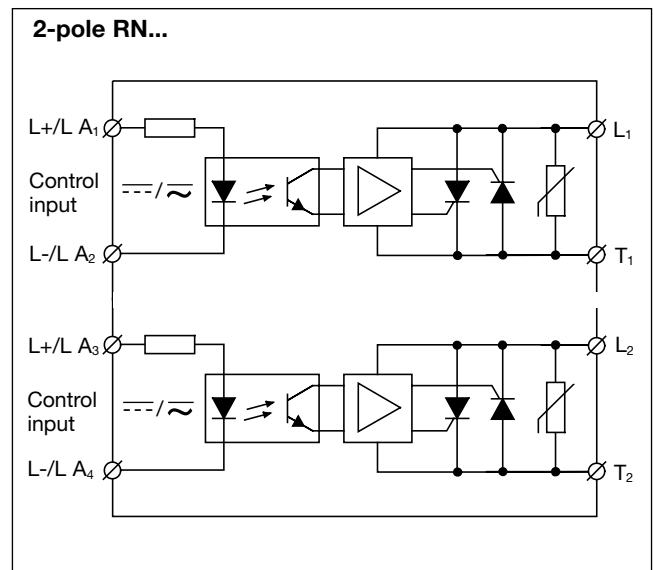 2-pole RN...
L+/L A₁
L₁
Control
input
L-/L A₂
T₁
L+/L A₃
L₂
Control
input
L-/L A₄
T₂